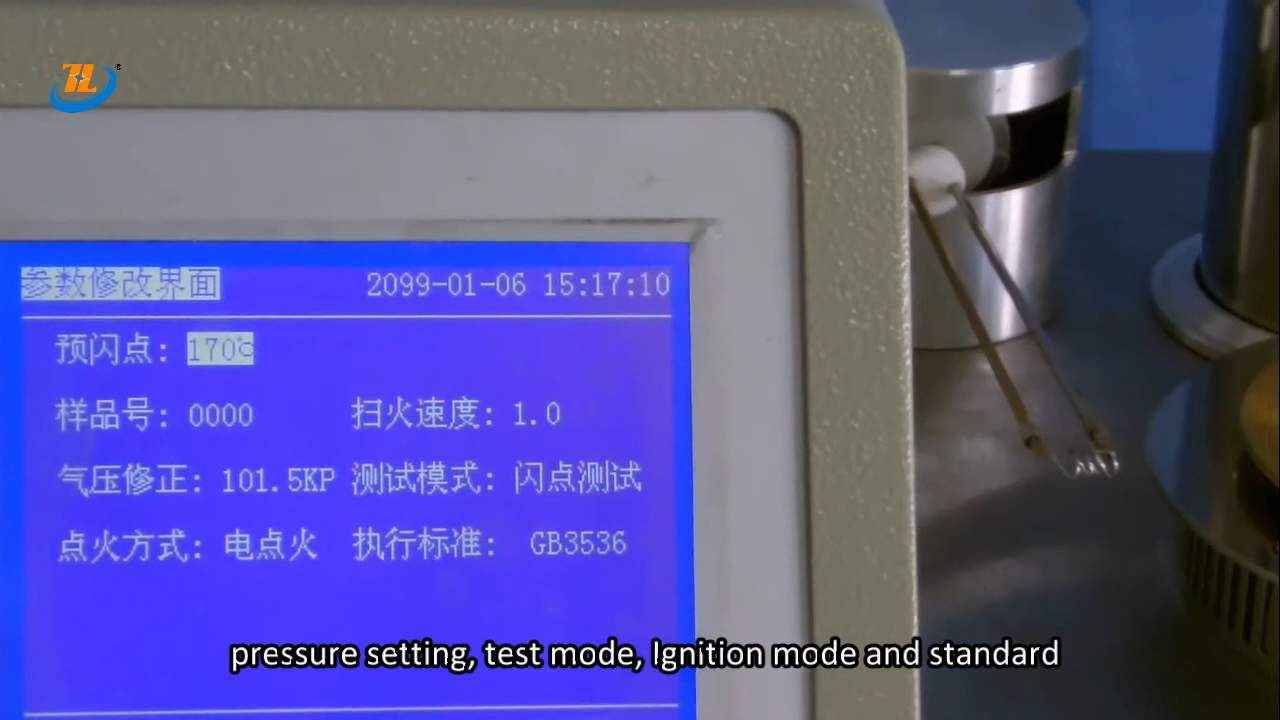 ZL®
参数修改界面 2099-01-06 15:17:10
预闪点: 170℃
样品号: 0000 扫火速度: 1.0
气压修正: 101.5KP 测试模式: 闪点测试
点火方式: 电点火 执行标准: GB3536
pressure setting, test mode, Ignition mode and standard